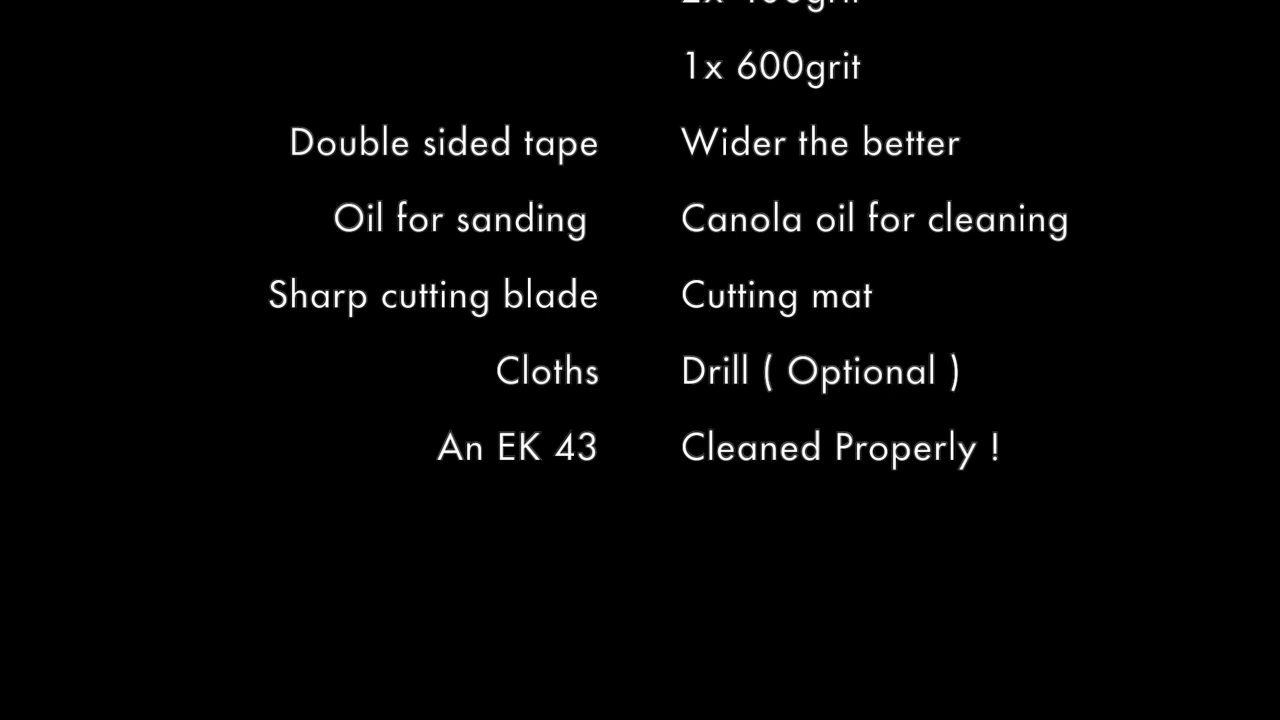 1x 600grit
Double sided tape Wider the better
Oil for sanding Canola oil for cleaning
Sharp cutting blade Cutting mat
Cloths Drill ( Optional )
An EK 43 Cleaned Properly !